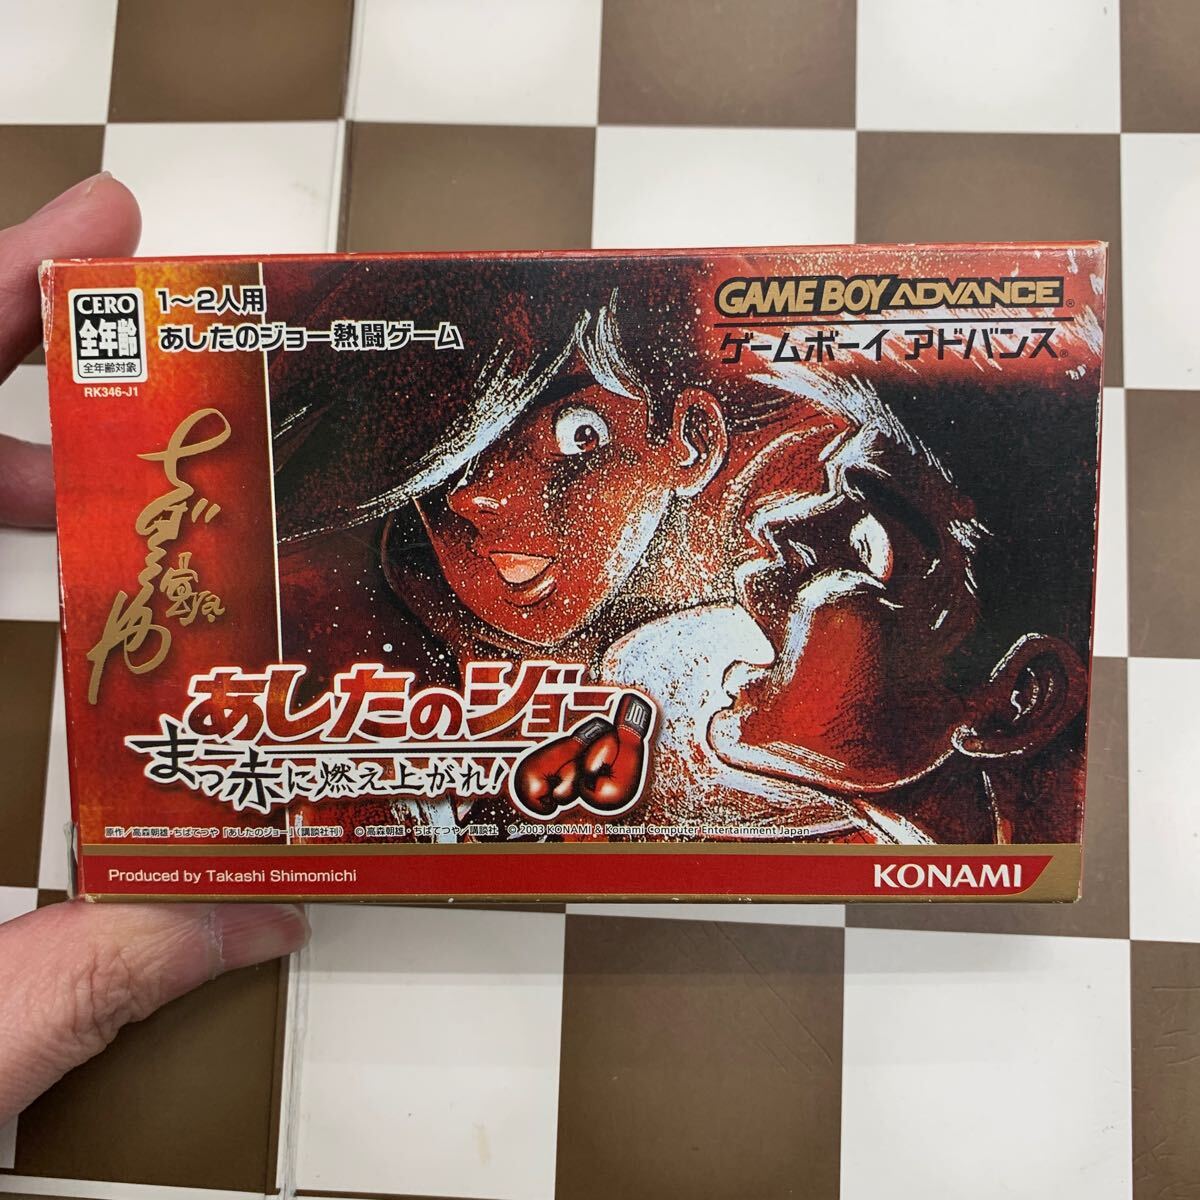 CERO
全年齢
全年齢対象
RK346-J1
1～2人用
あしたのジョー熱闘ゲーム
GAME BOY ADVANCE
ゲームボーイ アドバンス
あしたのジョー
まっ赤に燃え上がれ!
JOE
原作/高森朝雄・ちばてつや「あしたのジョー」(講談社刊) ©高森朝雄・ちばてつや/講談社 © 2003 KONAMI & Konami Computer Entertainment Japan
Produced by Takashi Shimomichi
KONAMI